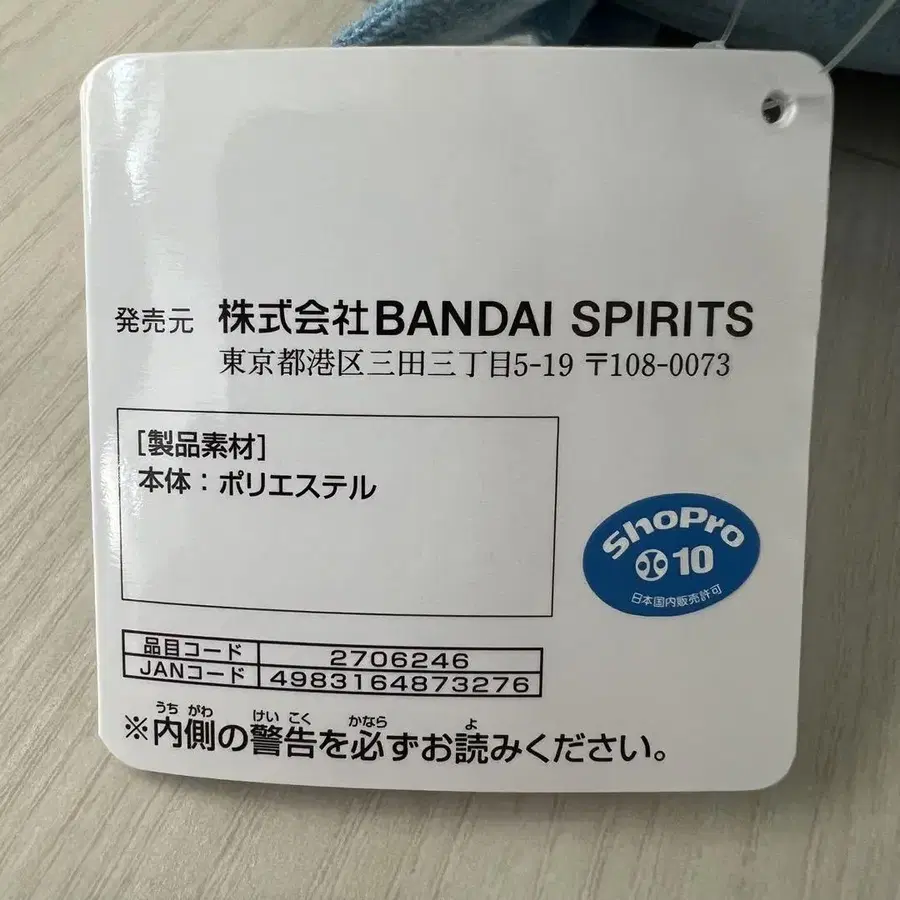 発売元 株式会社BANDAI SPIRITS
東京都港区三田三丁目5-19 〒108-0073
[製品素材]
本体：ポリエステル
ShoPro
10
日本国内販売許可
品目コード 2706246
JANコード 4983164873276
うち がわ けい こく かなら よ
※内側の警告を必ずお読みください。